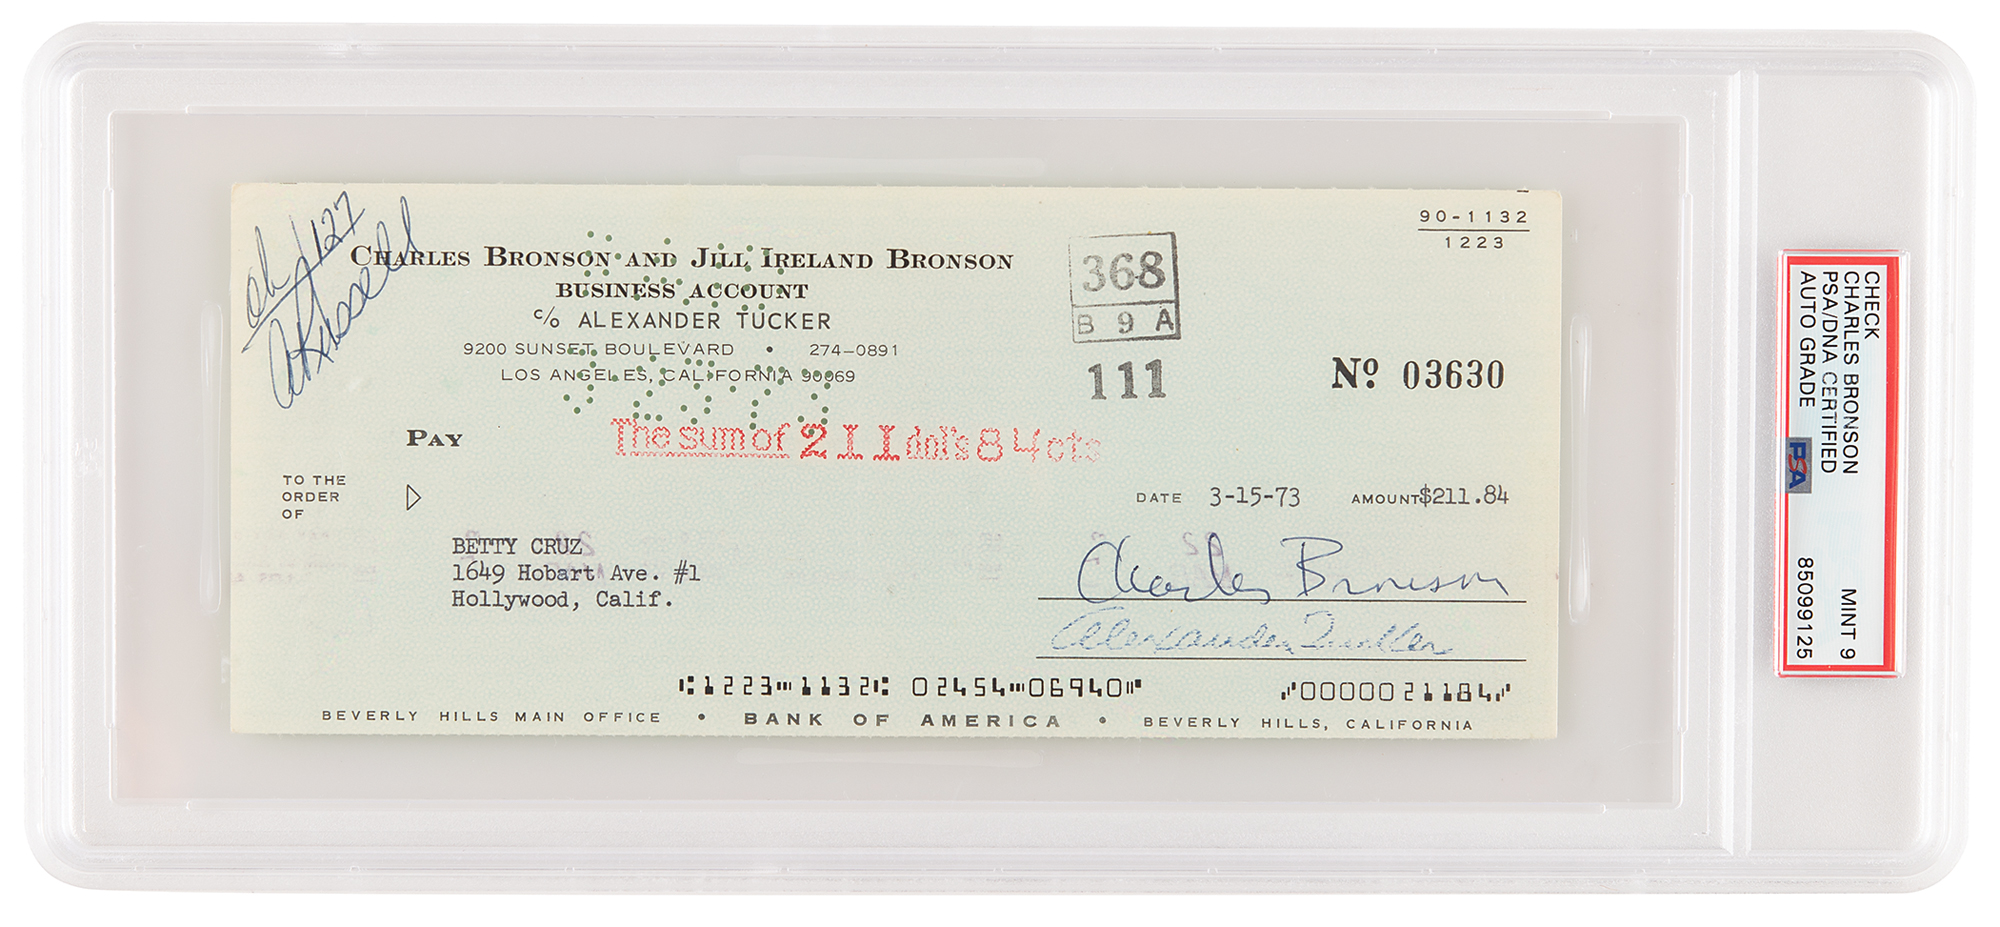 ok
127
CHARLES BRONSON AND JILL IRELAND BRONSON
BUSINESS ACCOUNT
c/o ALEXANDER TUCKER
9200 SUNSET BOULEVARD • 274-0891
LOS ANGELES, CALIFORNIA 90069
368
B 9 A
111
90-1132
1223
Nº 03630
PAY
The sum of 211 dol's 84 cts
TO THE
ORDER
OF
DATE 3-15-73 AMOUNT $211.84
BETTY CRUZ
1649 Hobart Ave. #1
Hollywood, Calif.
Charles Bronson
Alexander Tucker
⑆1223⑉1132⑆ 02454⑉06940⑈ ⑇0000021184⑇
BEVERLY HILLS MAIN OFFICE • BANK OF AMERICA • BEVERLY HILLS, CALIFORNIA
CHECK
CHARLES BRONSON MINT 9
PSA/DNA CERTIFIED
AUTO GRADE PSA 85099125